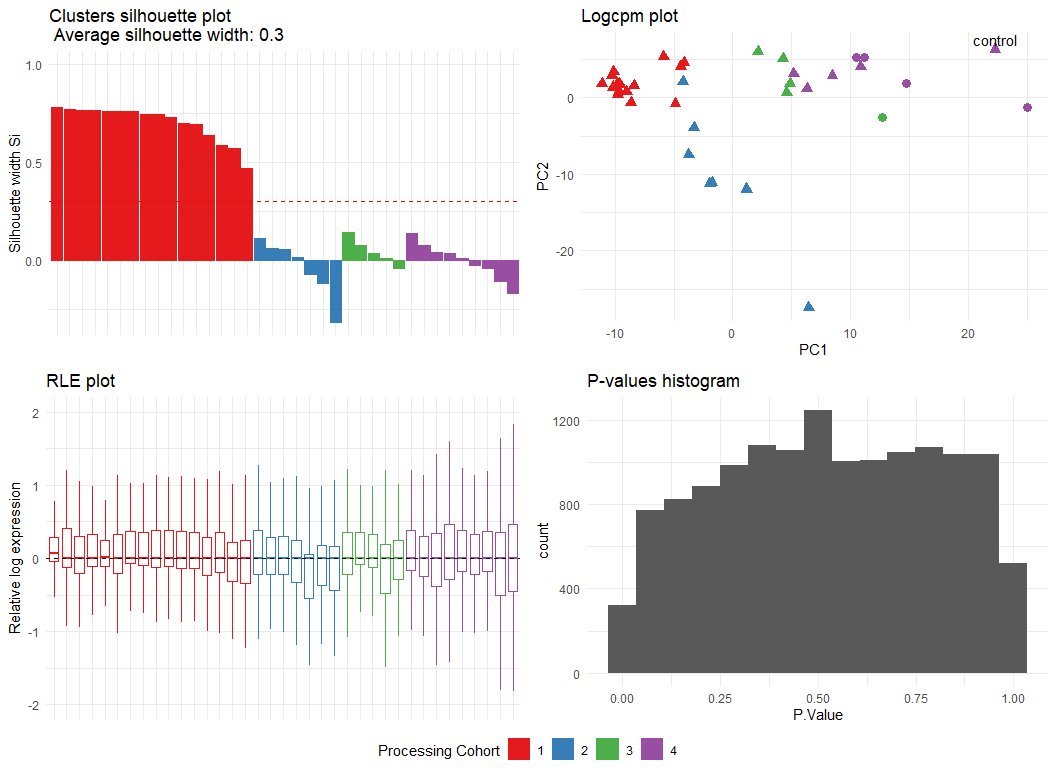 Clusters silhouette plot
Average silhouette width: 0.3
1.0
0.5
0.0
Silhouette width Si
Logcpm plot
control
0
-10
-20
PC2
-10
0
10
20
PC1
RLE plot
2
1
0
-1
-2
Relative log expression
P-values histogram
1200
800
400
0
count
0.00
0.25
0.50
0.75
1.00
P.Value
Processing Cohort 1 2 3 4